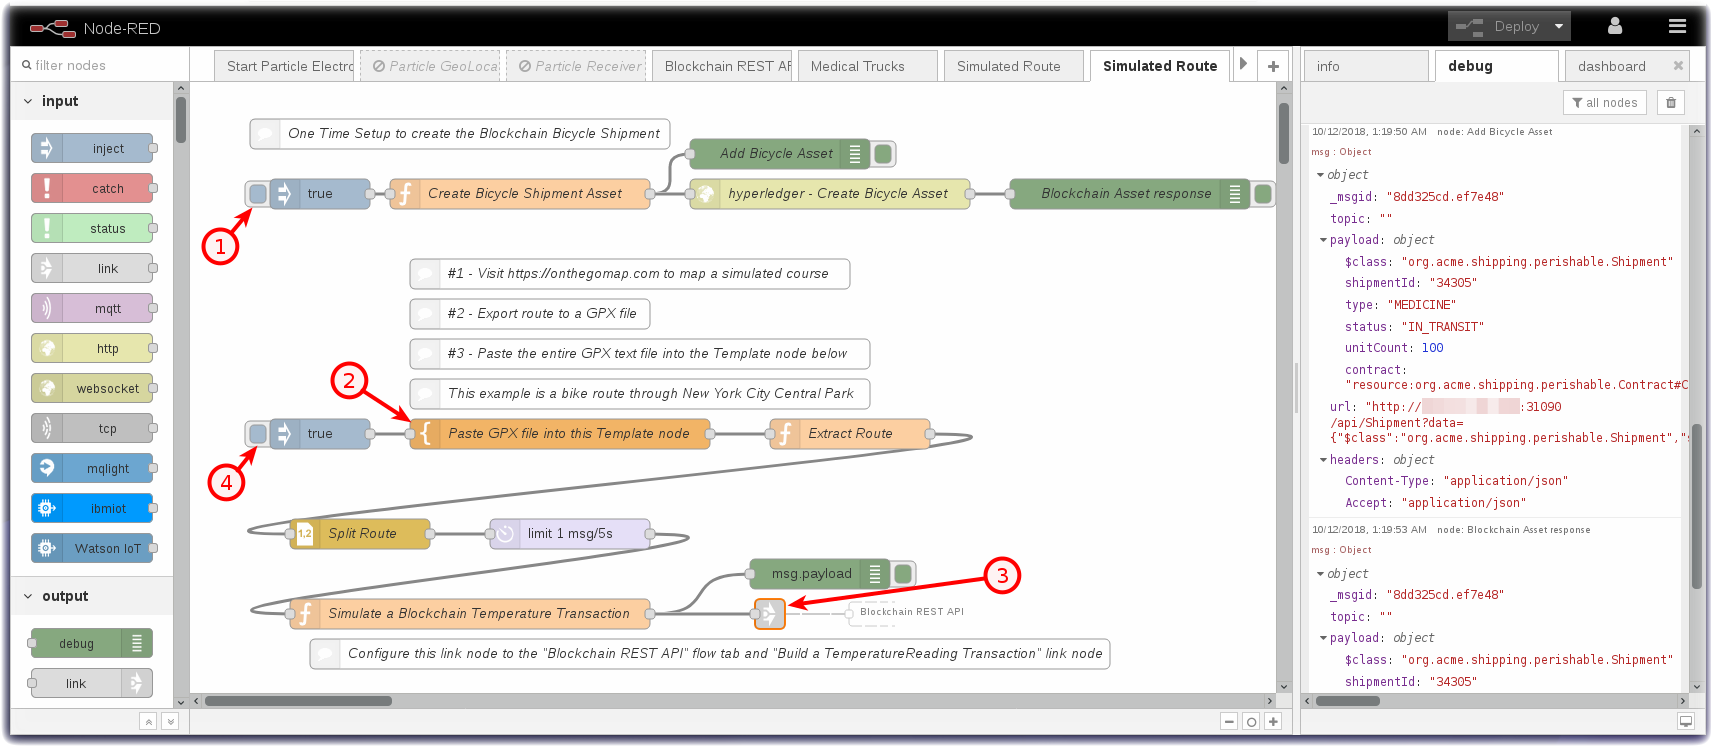 Node-RED
Deploy
filter nodes
Start Particle Electro
Particle GeoLoca
Particle Receiver
Blockchain REST AP
Medical Trucks
Simulated Route
Simulated Route
info
debug
dashboard
all nodes
input
inject
catch
status
link
mqtt
http
websocket
tcp
mqlight
ibmiot
Watson IoT
output
debug
link
One Time Setup to create the Blockchain Bicycle Shipment
Add Bicycle Asset
true
Create Bicycle Shipment Asset
hyperledger - Create Bicycle Asset
Blockchain Asset response
1
#1 - Visit https://onthegomap.com to map a simulated course
#2 - Export route to a GPX file
#3 - Paste the entire GPX text file into the Template node below
This example is a bike route through New York City Central Park
2
true
Paste GPX file into this Template node
Extract Route
4
1,2
Split Route
limit 1 msg/5s
msg.payload
3
Simulate a Blockchain Temperature Transaction
Blockchain REST API
Configure this link node to the "Blockchain REST API" flow tab and "Build a TemperatureReading Transaction" link node
10/12/2018, 1:19:50 AM node: Add Bicycle Asset
msg : Object
object
_msgid: "8dd325cd.ef7e48"
topic: ""
payload: object
$class: "org.acme.shipping.perishable.Shipment"
shipmentId: "34305"
type: "MEDICINE"
status: "IN_TRANSIT"
unitCount: 100
contract:
"resource:org.acme.shipping.perishable.Contract#C
url: "http:// :31090
/api/Shipment?data=
{"$class":"org.acme.shipping.perishable.Shipment","s
headers: object
Content-Type: "application/json"
Accept: "application/json"
10/12/2018, 1:19:53 AM node: Blockchain Asset response
msg : Object
object
_msgid: "8dd325cd.ef7e48"
topic: ""
payload: object
$class: "org.acme.shipping.perishable.Shipment"
shipmentId: "34305"